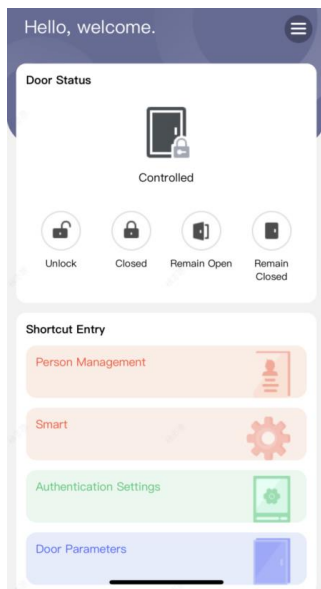 Hello, welcome.
Door Status
Controlled
Unlock
Closed
Remain Open
Remain
Closed
Shortcut Entry
Person Management
Smart
Authentication Settings
Door Parameters